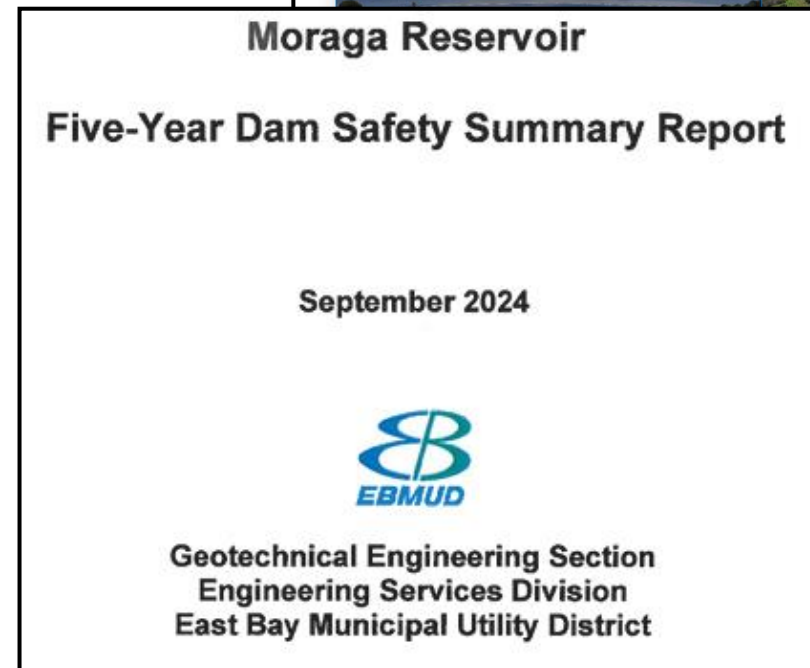 Moraga Reservoir
Five-Year Dam Safety Summary Report
September 2024
EBMUD
Geotechnical Engineering Section
Engineering Services Division
East Bay Municipal Utility District